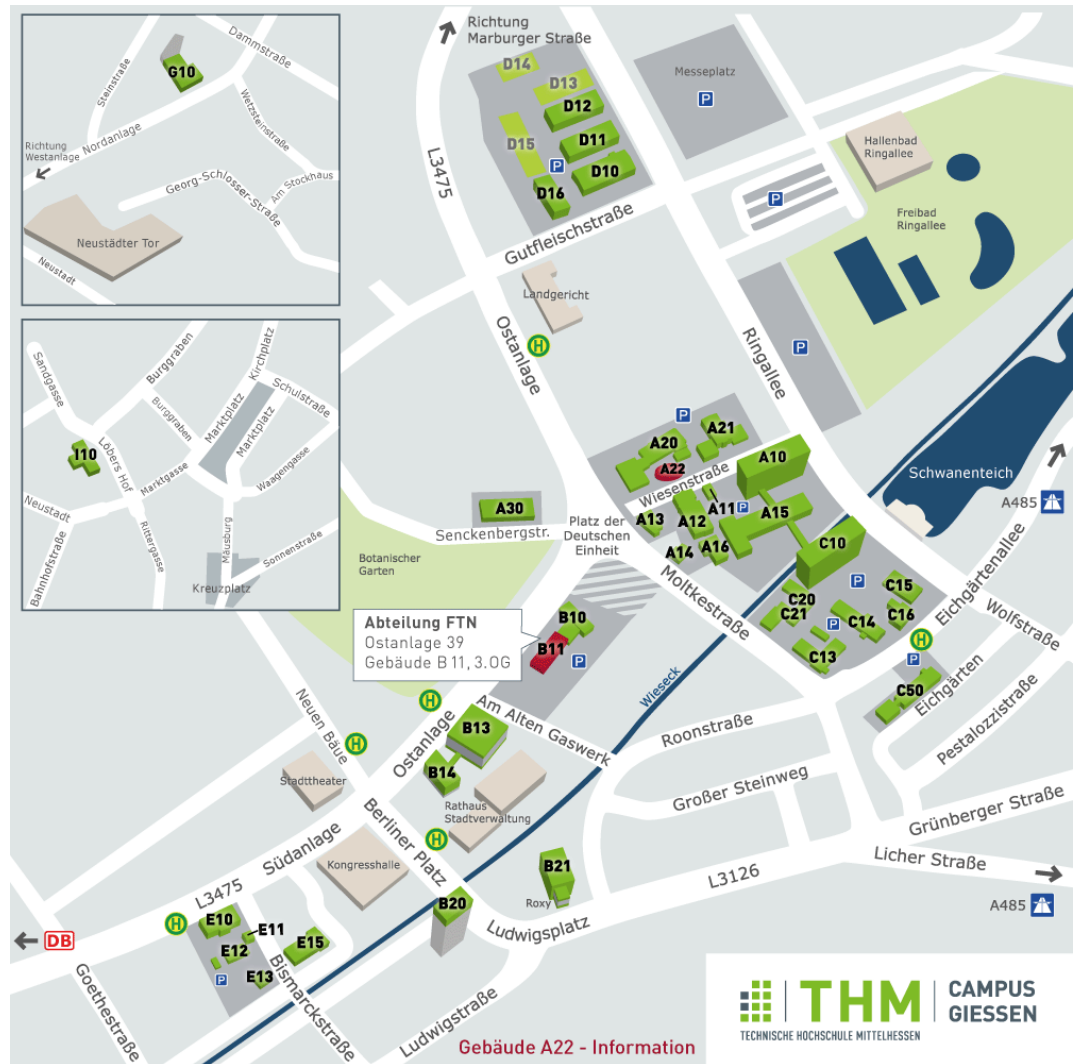 G10
Steinstraße
Dammstraße
Wetzsteinstraße
Nordanlage
Richtung
Westanlage
Georg-Schlosser-Straße
Am Stockhaus
Neustädter Tor
Neustadt
Sandgasse
Burggraben
Kirchplatz
Schulstraße
Burggraben
Marktplatz
Marktplatz
I10
Löbers Hof
Marktgasse
Waagengasse
Neustadt
Rittergasse
Mäusburg
Sonnenstraße
Bahnhofstraße
Kreuzplatz
Richtung
Marburger Straße
L3475
D14
D13
D12
D15
D11
D10
D16
P
Messeplatz
P
Hallenbad
Ringallee
P
Freibad
Ringallee
Gutfleischstraße
Landgericht
H
Ostanlage
Ringallee
P
P
A20
A21
A22
Wiesenstraße
A10
A30
Senckenbergstr.
Platz der
Deutschen
Einheit
A13
A12
A11
P
A15
A14
A16
C10
Schwanenteich
A485
Botanischer
Garten
Moltkestraße
P
C20
C21
C15
C16
C14
P
C13
Eichgärtenallee
Wolfstraße
H
P
C50
Eichgärten
Pestalozzistraße
Abteilung FTN
Ostanlage 39
Gebäude B 11, 3.OG
B10
B11
P
Wieseck
H
Neuen Bäue
H
Ostanlage
B13
Am Alten Gaswerk
B14
Roonstraße
Großer Steinweg
Stadttheater
Rathaus
Stadtverwaltung
H
Berliner Platz
Südanlage
Kongresshalle
Grünberger Straße
Licher Straße
A485
L3126
B21
Roxy
B20
Ludwigsplatz
L3475
H
E10
E11
E12
E15
E13
P
DB
Goethestraße
Bismarckstraße
Ludwigstraße
Gebäude A22 - Information
THM
CAMPUS
GIESSEN
TECHNISCHE HOCHSCHULE MITTELHESSEN